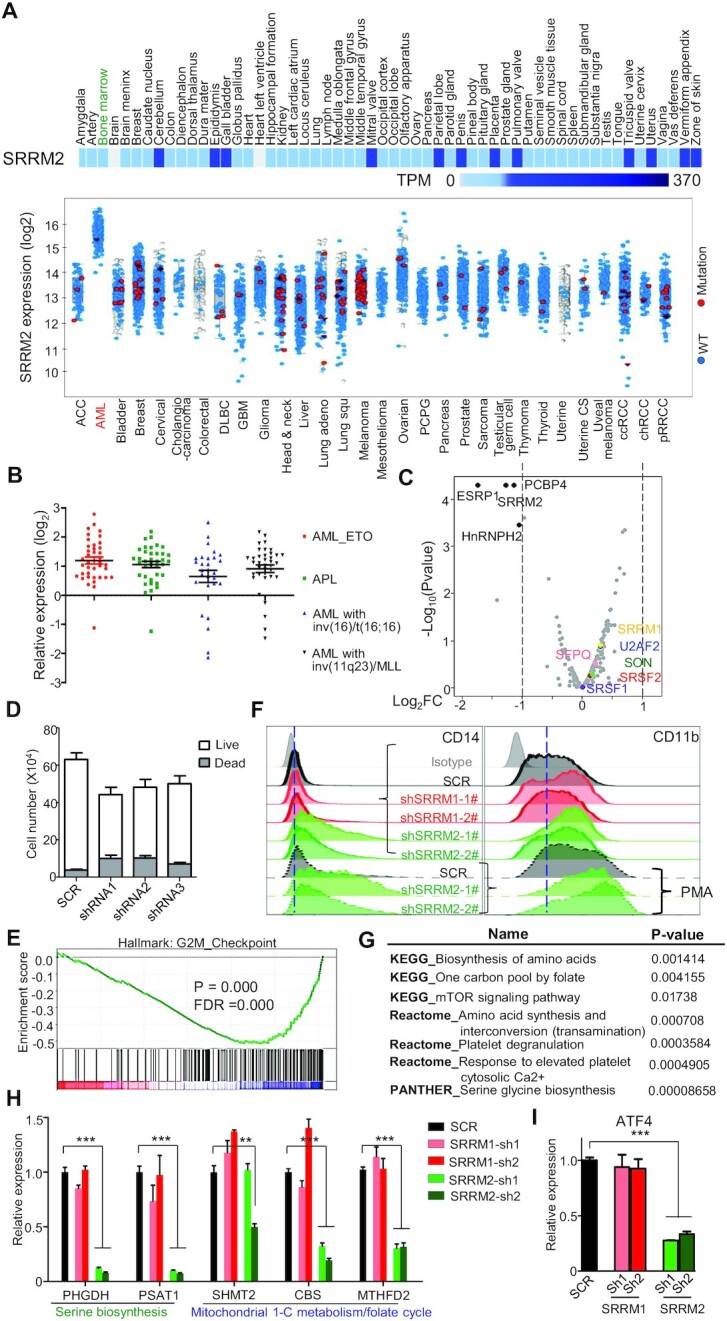 A
Amygdala
Artery
Bone marrow
Brain
Brain meninx
Breast
Caudate nucleus
Cerebellum
Colon
Diencephalon
Dorsal thalamus
Dura mater
Epididymis
Gall bladder
Globus pallidus
Heart
Heart left ventricle
Hippocampal formation
Kidney
Left cardiac atrium
Locus ceruleus
Lung
Lymph node
Medulla oblongata
Middle frontal gyrus
Middle temporal gyrus
Mitral valve
Occipital cortex
Occipital lobe
Olfactory apparatus
Ovary
Pancreas
Parietal lobe
Parotid gland
Penis
Pineal body
Pituitary gland
Placenta
Prostate gland
Pulmonary valve
Putamen
Seminal vesicle
Smooth muscle tissue
Spinal cord
Spleen
Submandibular gland
Substantia nigra
Testis
Tongue
Tricuspid valve
Uterine cervix
Uterus
Vagina
Vas deferens
Vermiform appendix
Zone of skin
SRRM2
TPM 0 370
SRRM2 expression (log2)
16
15
14
13
12
11
10
Mutation
WT
ACC
AML
Bladder
Breast
Cervical
Cholangio
-carcinoma
Colorectal
DLBC
GBM
Glioma
Head & neck
Liver
Lung adeno
Lung squ
Melanoma
Mesothelioma
Ovarian
PCPG
Pancreas
Prostate
Sarcoma
Testicular
germ cell
Thymoma
Thyroid
Uterine
Uterine CS
Uveal
melanoma
ccRCC
chRCC
pRRCC
B
Relative expression (log2)
3
2
1
0
-1
-2
-3
AML_ETO
APL
AML with
inv(16)/t(16;16)
AML with
inv(11q23)/MLL
C
-Log10(Pvalue)
4
3
2
1
0
ESRP1
PCBP4
SRRM2
HnRNPH2
SRRM1
U2AF2
SFPQ
SON
SRSF2
SRSF1
Log2FC
-2 -1 0 1
D
Cell number (X10⁴)
80
60
40
20
0
Live
Dead
SCR
shRNA1
shRNA2
shRNA3
F
CD14
CD11b
Isotype
SCR
shSRRM1-1#
shSRRM1-2#
shSRRM2-1#
shSRRM2-2#
SCR
shSRRM2-1#
shSRRM2-2#
PMA
E
Hallmark: G2M_Checkpoint
Enrichment score
0.0
-0.1
-0.2
-0.3
-0.4
-0.5
P = 0.000
FDR =0.000
G
Name P-value
KEGG_Biosynthesis of amino acids 0.001414
KEGG_One carbon pool by folate 0.004155
KEGG_mTOR signaling pathway 0.01738
Reactome_Amino acid synthesis and
interconversion (transamination) 0.000708
Reactome_Platelet degranulation 0.0003584
Reactome_Response to elevated platelet 0.0004905
cytosolic Ca2+
PANTHER_Serine glycine biosynthesis 0.00008658
H
Relative expression
1.5
1.0
0.5
0.0
*** *** ** *** ***
SCR
SRRM1-sh1
SRRM1-sh2
SRRM2-sh1
SRRM2-sh2
PHGDH PSAT1 SHMT2 CBS MTHFD2
Serine biosynthesis Mitochondrial 1-C metabolism/folate cycle
I
ATF4
***
Relative expression
1.0
0.5
0.0
SCR
Sh1
Sh2
Sh1
Sh2
SRRM1 SRRM2